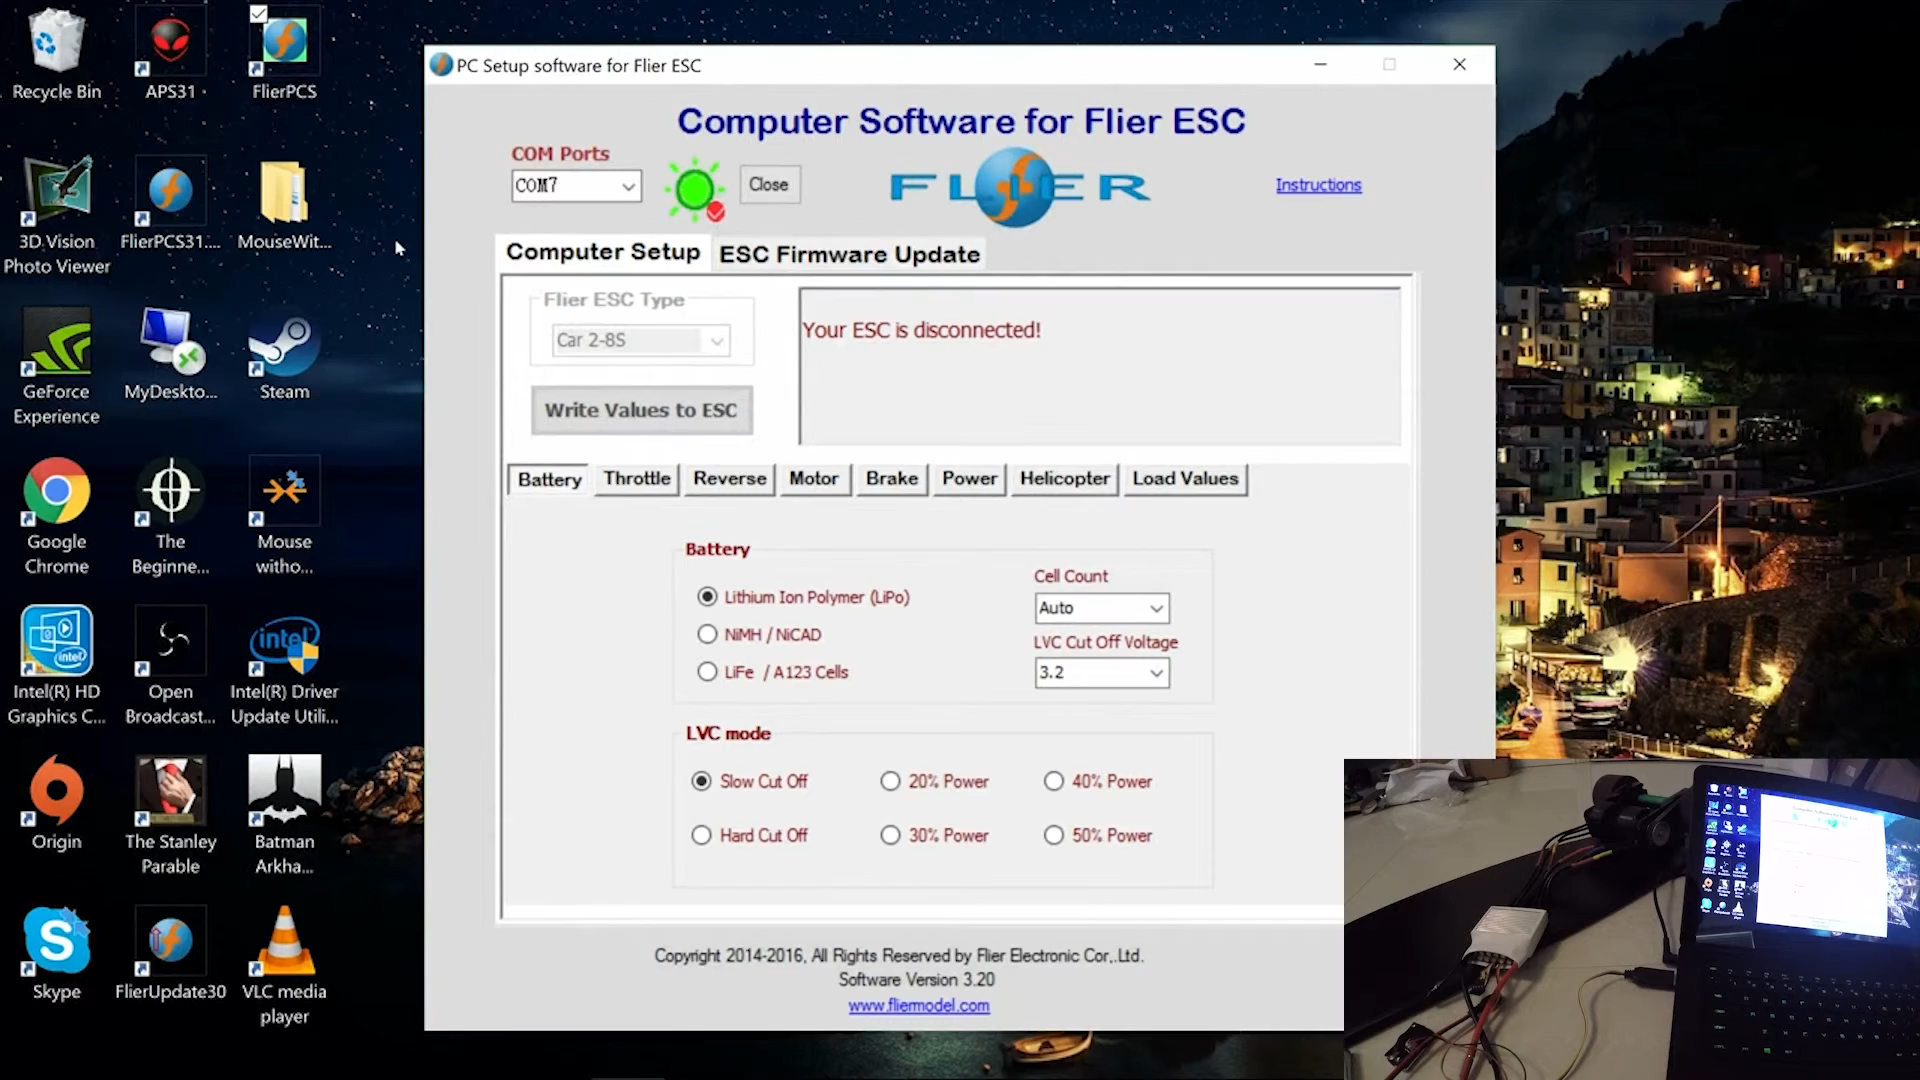 PC Setup software for Flier ESC
Computer Software for Flier ESC
COM Ports
COM7
Close
FLIER
Instructions
Computer Setup
ESC Firmware Update
Flier ESC Type
Car 2-8S
Your ESC is disconnected!
Write Values to ESC
Battery
Throttle
Reverse
Motor
Brake
Power
Helicopter
Load Values
Battery
Lithium Ion Polymer (LiPo)
NiMH / NiCAD
LiFe / A123 Cells
Cell Count
Auto
LVC Cut Off Voltage
3.2
LVC mode
Slow Cut Off
20% Power
40% Power
Hard Cut Off
30% Power
50% Power
Copyright 2014-2016, All Rights Reserved by Flier Electronic Cor,.Ltd.
Software Version 3.20
www.fliermodel.com
Recycle Bin
APS31
FlierPCS
3D Vision
Photo Viewer
FlierPCS31....
MouseWit...
GeForce
Experience
MyDeskto...
Steam
Google
Chrome
The
Beginne...
Mouse
witho...
intel
Intel(R) HD
Graphics C...
Open
Broadcast...
intel
Intel(R) Driver
Update Utili...
Origin
The Stanley
Parable
Batman
Arkha...
Skype
FlierUpdate30
VLC media
player